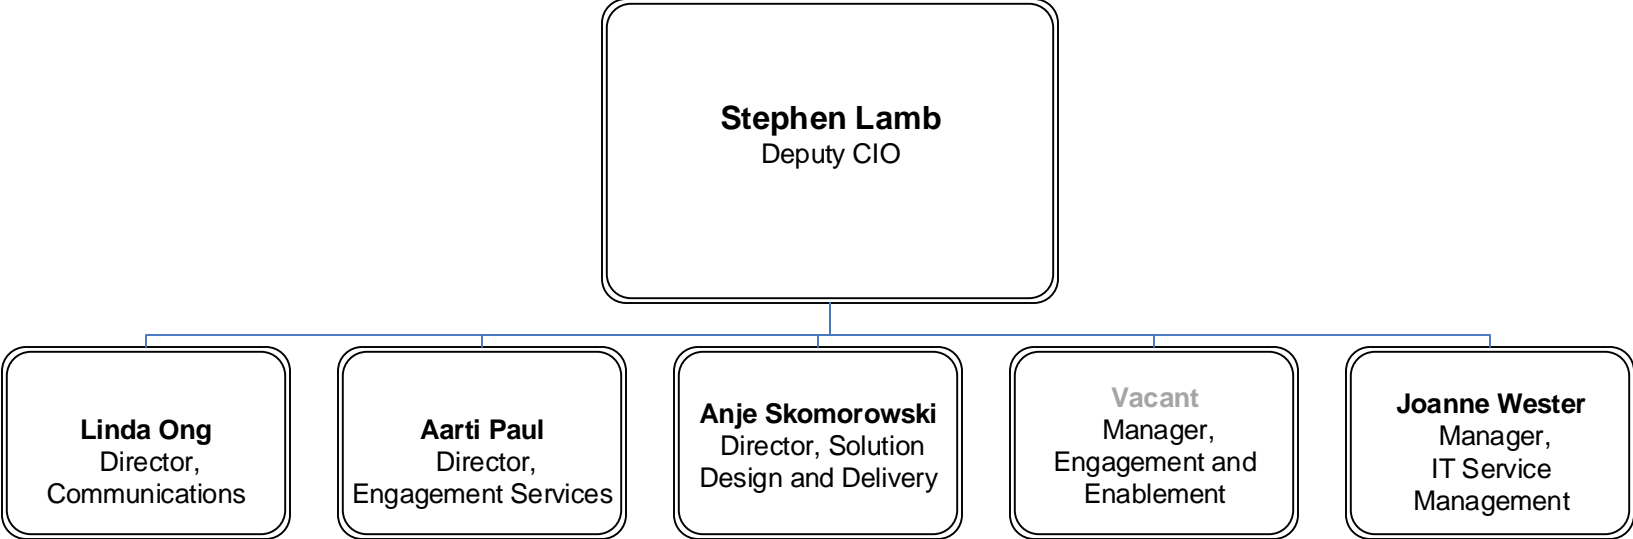 Stephen Lamb
Deputy CIO
Linda Ong
Director,
Communications
Aarti Paul
Director,
Engagement Services
Anje Skomorowski
Director, Solution
Design and Delivery
Vacant
Manager,
Engagement and
Enablement
Joanne Wester
Manager,
IT Service
Management